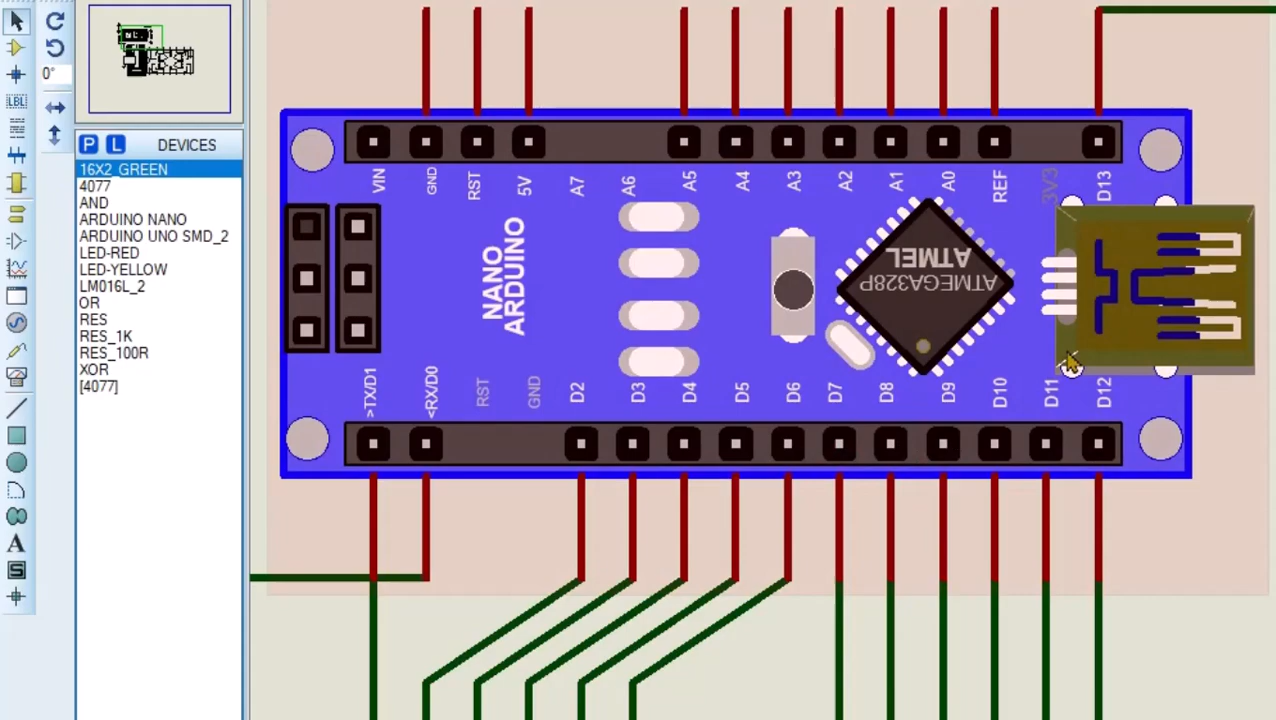 0°
LBL
P L DEVICES
16X2_GREEN
4077
AND
ARDUINO NANO
ARDUINO UNO SMD_2
LED-RED
LED-YELLOW
LM016L_2
OR
RES
RES_1K
RES_100R
XOR
[4077]
A
S
VIN GND RST 5V A7 A6 A5 A4 A3 A2 A1 A0 REF 3V3 D13
NANO
ARDUINO
ATMEL
ATMEGA328P
>TX/D1 <RX/D0 RST GND D2 D3 D4 D5 D6 D7 D8 D9 D10 D11 D12